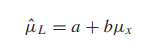 μ̂_L = a + bμ_x